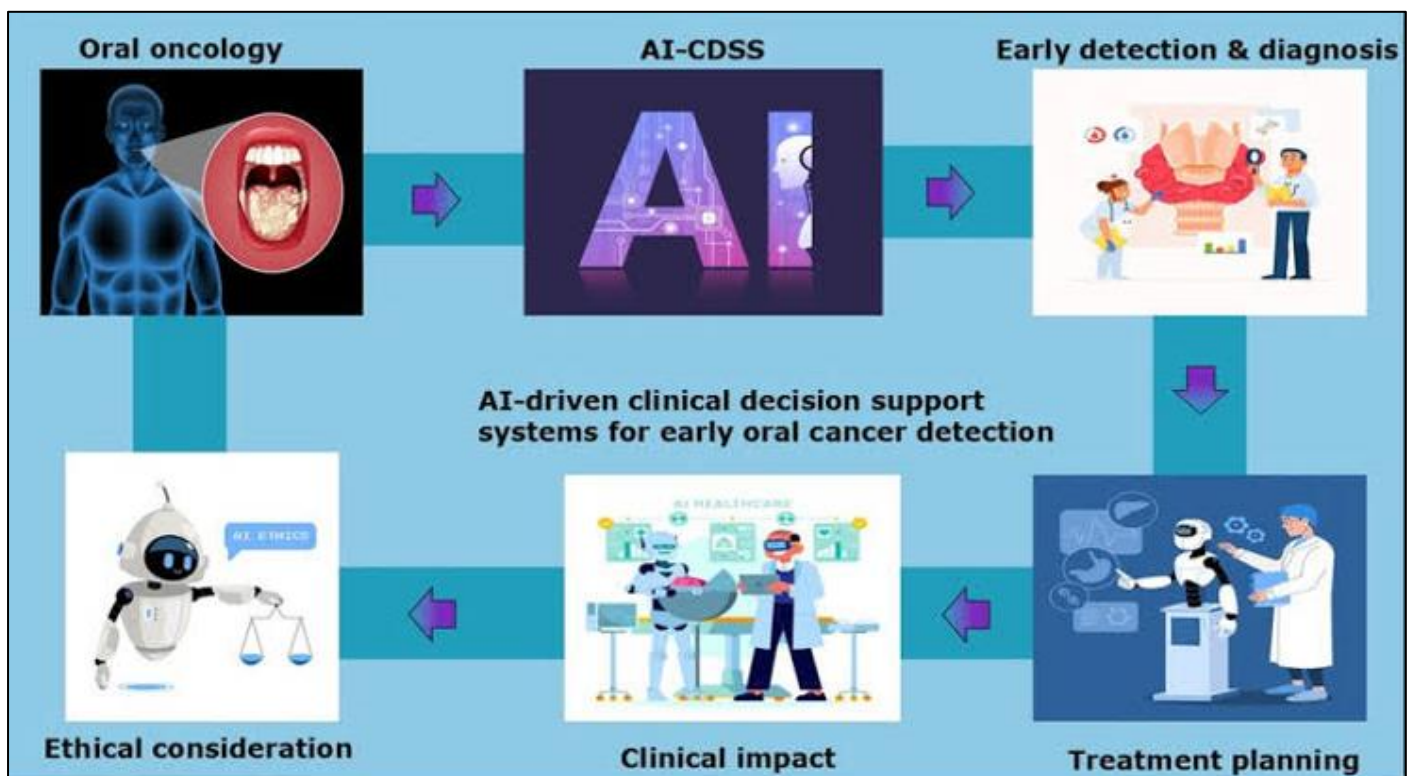 Oral oncology
AI-CDSS
Early detection & diagnosis
AI
AI-driven clinical decision support
systems for early oral cancer detection
AI ETHICS
AI HEALTHCARE
Ethical consideration
Clinical impact
Treatment planning